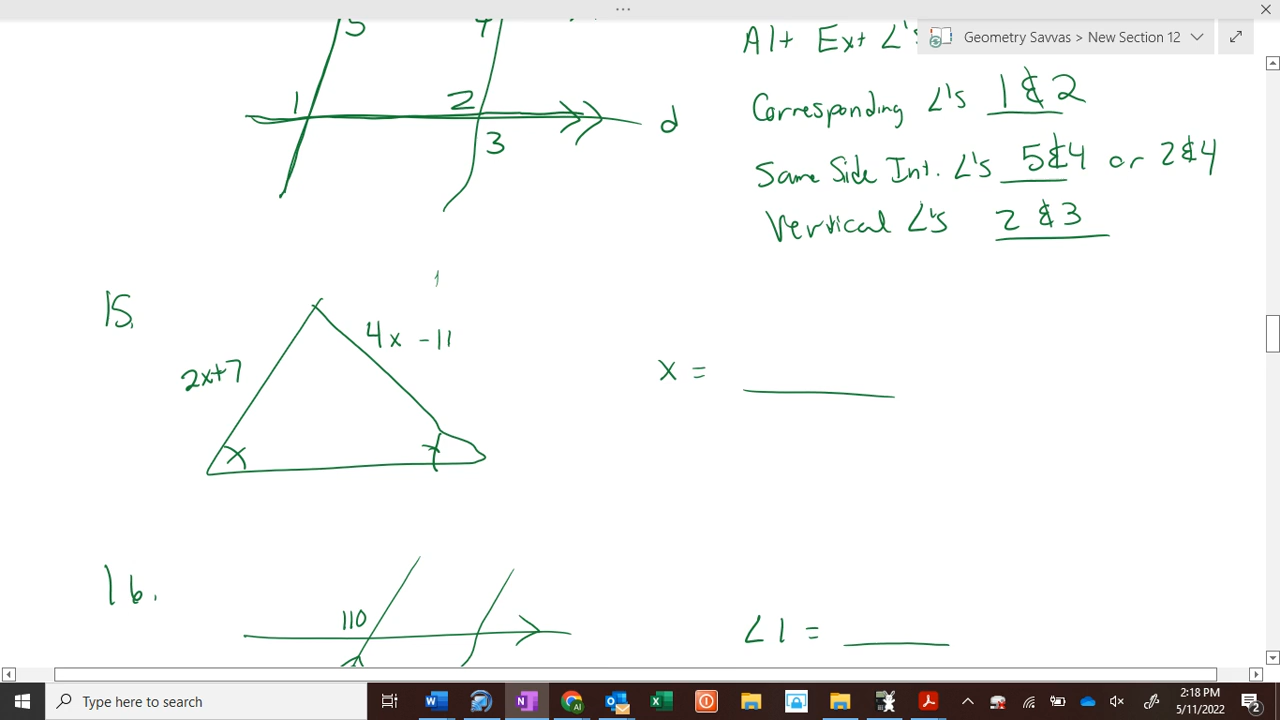 Geometry Savvas > New Section 12
Alt Ext ∠'s
1 2 d
3
Corresponding ∠'s 1 & 2
Same Side Int. ∠'s 5 & 4 or 2 & 4
Vertical ∠'s 2 & 3
15.
2x+7
4x - 11
x =
16.
110
∠1 =
Type here to search
2:18 PM
5/11/2022
2